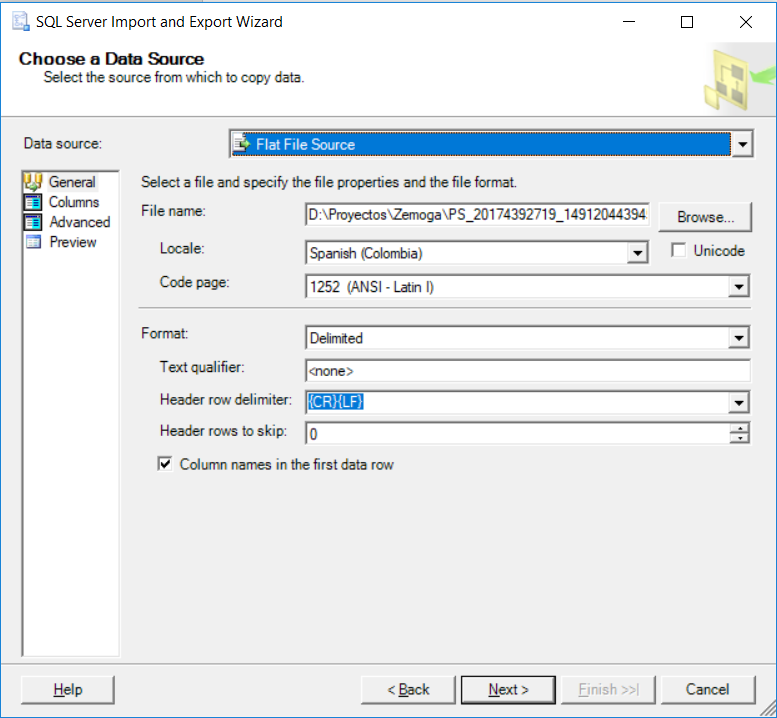 SQL Server Import and Export Wizard
Choose a Data Source
Select the source from which to copy data.
Data source:
Flat File Source
General
Columns
Advanced
Preview
Select a file and specify the file properties and the file format.
File name:
D:\Proyectos\Zemoga\PS_20174392719_14912044394
Browse...
Locale:
Spanish (Colombia)
Unicode
Code page:
1252 (ANSI - Latin I)
Format:
Delimited
Text qualifier:
<none>
Header row delimiter:
{CR}{LF}
Header rows to skip:
0
Column names in the first data row
Help
< Back
Next >
Finish >>|
Cancel